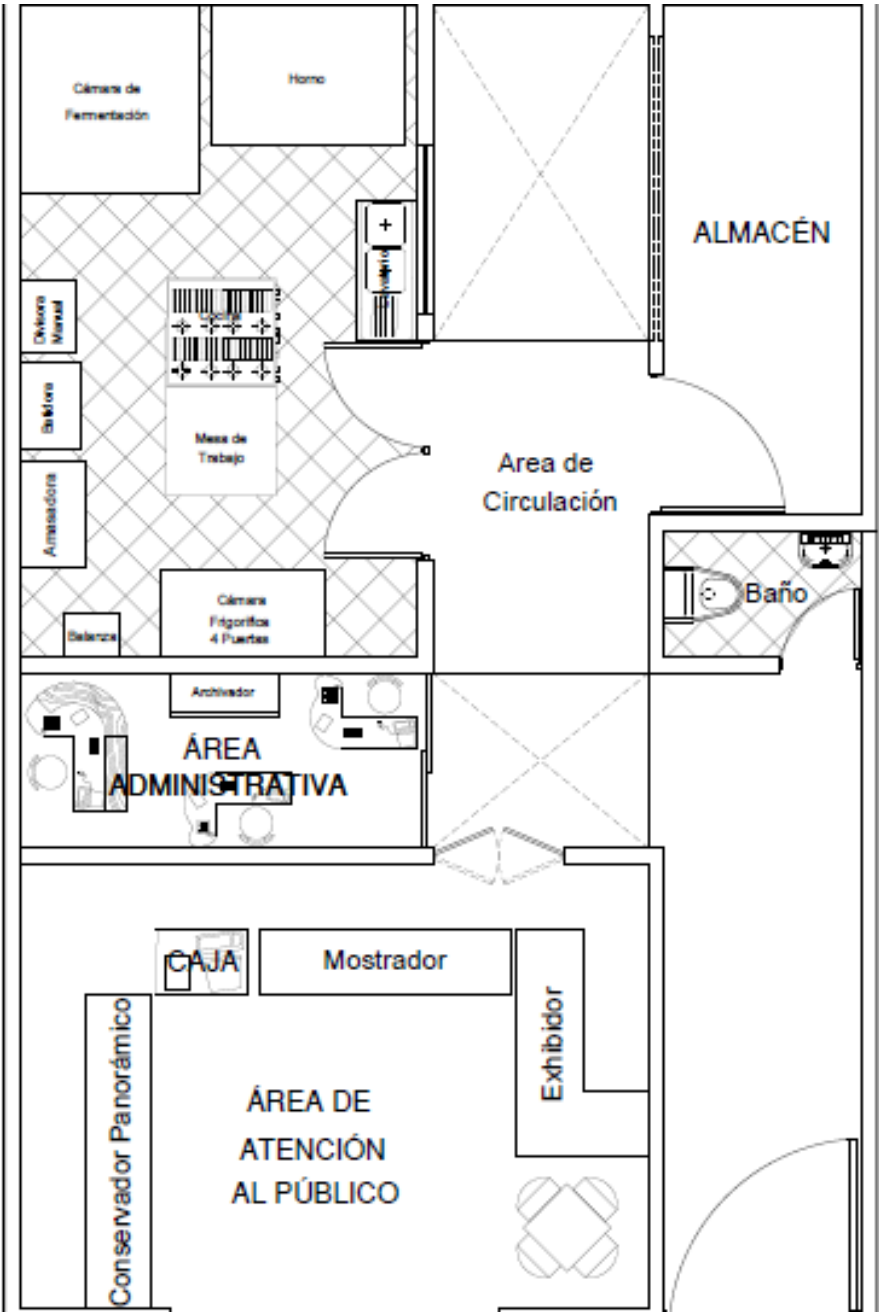 Cámara de
Fermentación
Horno
ALMACÉN
Divisora
Manual
Batidora
Mesa de
Trabajo
Amasadora
Area de
Circulación
Cámara
Frigorífica
4 Puertas
Balanza
Baño
Archivador
ÁREA
ADMINISTRATIVA
CAJA
Mostrador
Exhibidor
Conservador Panorámico
ÁREA DE
ATENCIÓN
AL PÚBLICO